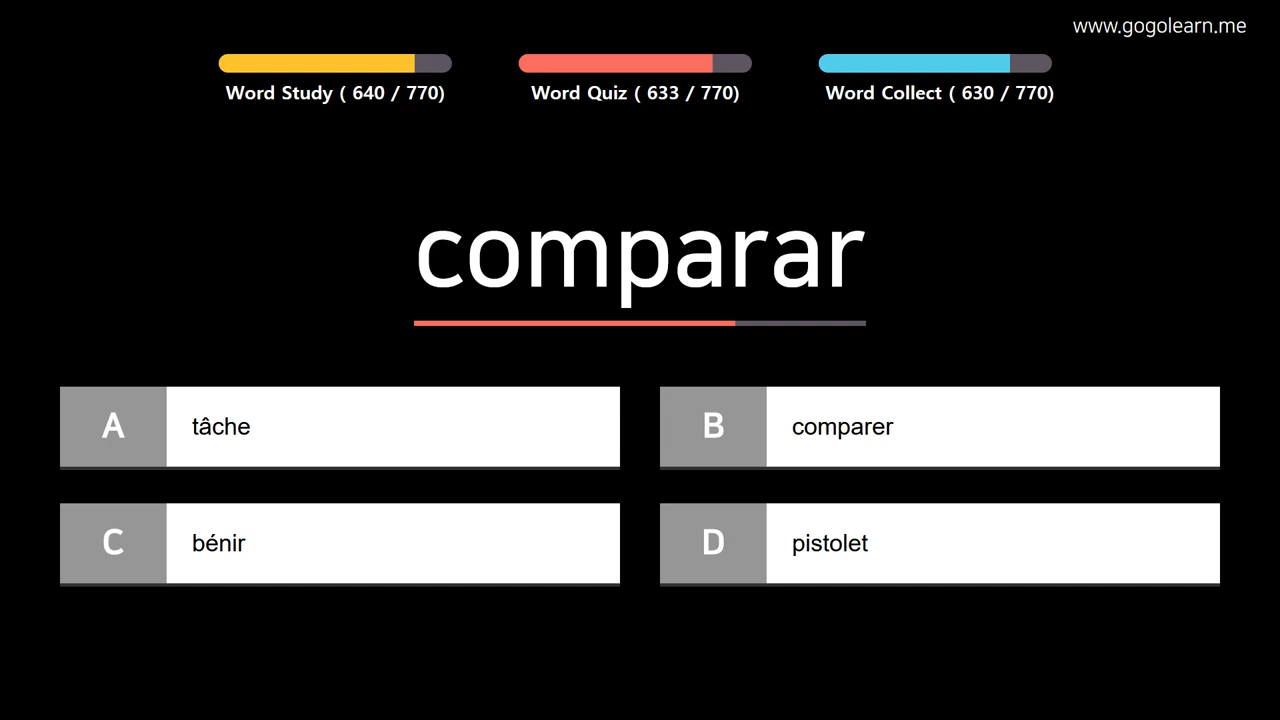 www.gogolearn.me
Word Study ( 640 / 770)
Word Quiz ( 633 / 770)
Word Collect ( 630 / 770)
comparar
A
tâche
B
comparer
C
bénir
D
pistolet